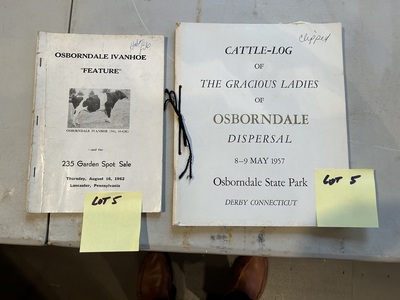 OSBORNDALE IVANHOE
"FEATURE"
OSBORNDALE IVANHOE
and the
235 Garden Spot Sale
Thursday, August 16, 1962
Lancaster, Pennsylvania
LOT 5
Clipped
CATTLE-LOG
OF
THE GRACIOUS LADIES
OF
OSBORNDALE
DISPERSAL
8-9 MAY 1957
Osborndale State Park
DERBY CONNECTICUT
LOT 5